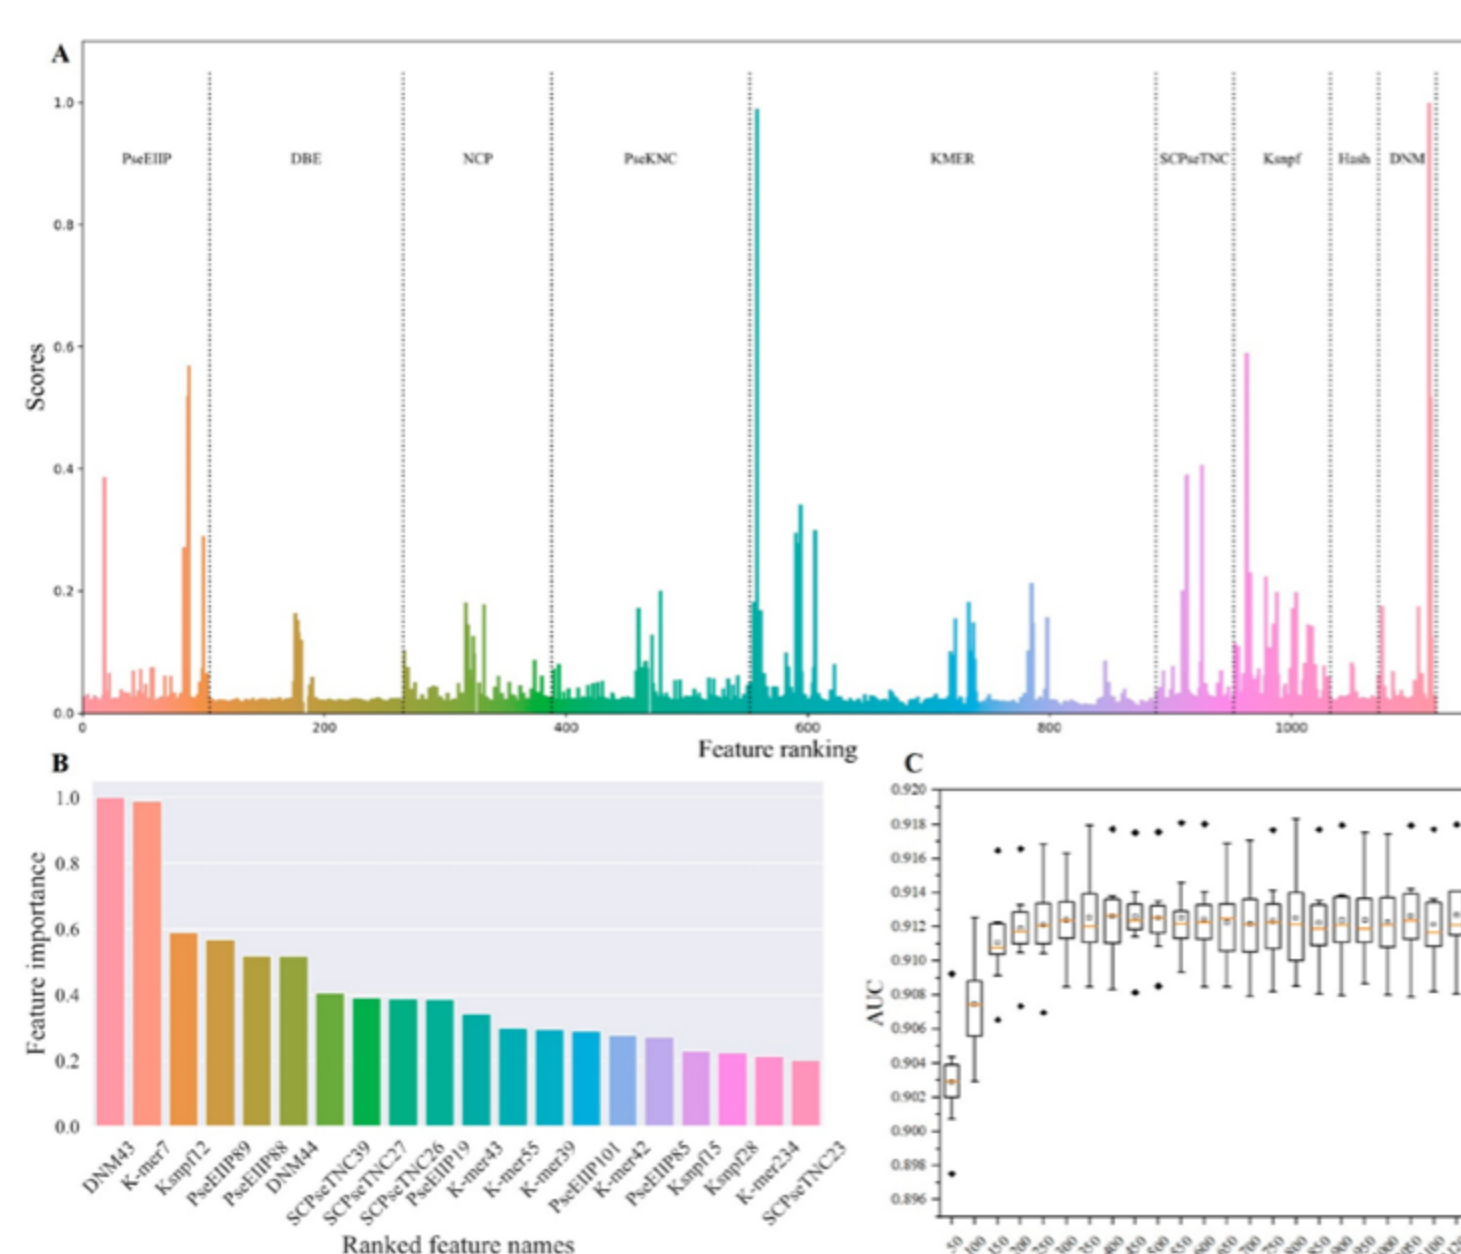 A
1.0
PseEIIP DBE NCP PseKNC KMER SCPseTNC Ksnpf Hash DNM
0.8
0.6
Scores
0.4
0.2
0.0
0 200 400 600 800 1000
Feature ranking
B
1.0
0.8
0.6
0.4
0.2
0.0
Feature importance
DNM43
K-mer7
Ksnpf12
PseEIIP89
PseEIIP88
DNM44
SCPseTNC39
SCPseTNC27
SCPseTNC26
PseEIIP19
K-mer43
K-mer55
K-mer39
PseEIIP101
K-mer42
PseEIIP85
Ksnpf15
Ksnpf28
K-mer234
SCPseTNC23
Ranked feature names
C
0.920
0.918
0.916
0.914
0.912
0.910
0.908
0.906
0.904
0.902
0.900
0.898
0.896
AUC